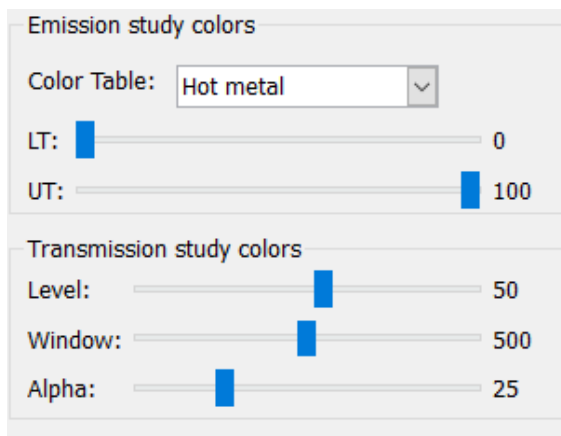 Emission study colors
Color Table: Hot metal
LT: 0
UT: 100
Transmission study colors
Level: 50
Window: 500
Alpha: 25